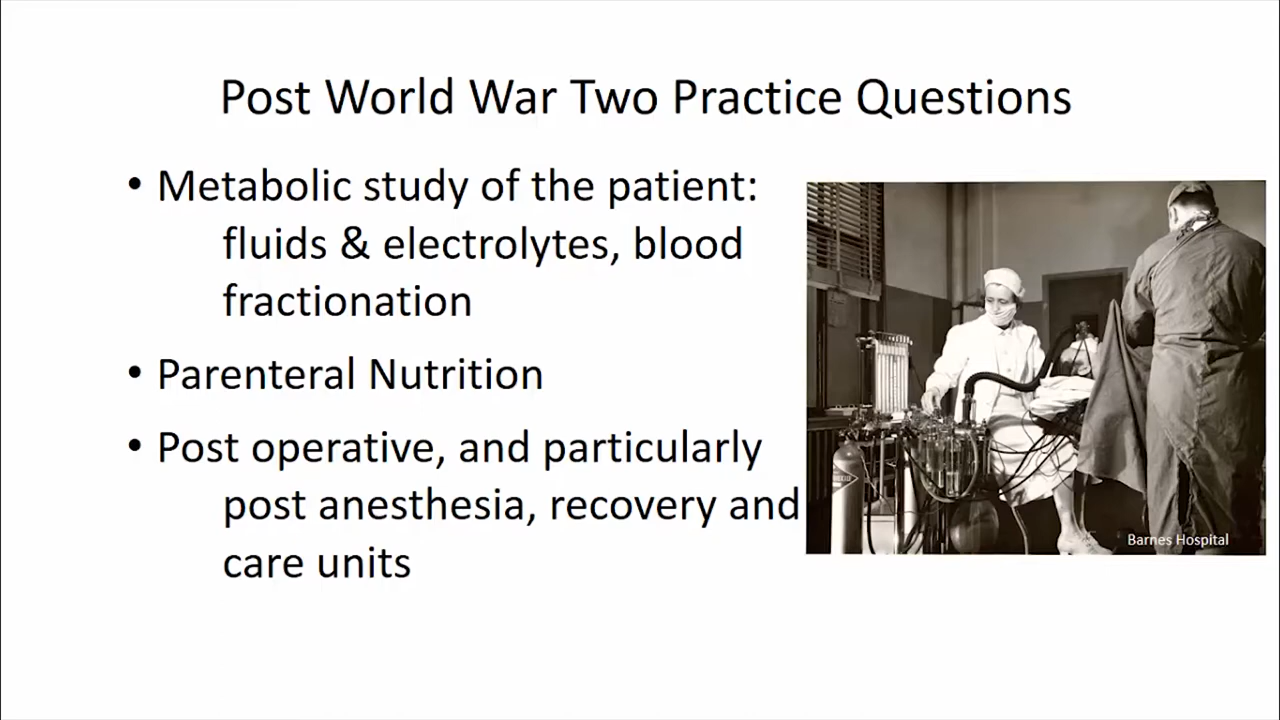 Post World War Two Practice Questions
• Metabolic study of the patient:
fluids & electrolytes, blood
fractionation
• Parenteral Nutrition
• Post operative, and particularly
post anesthesia, recovery and
care units
Barnes Hospital